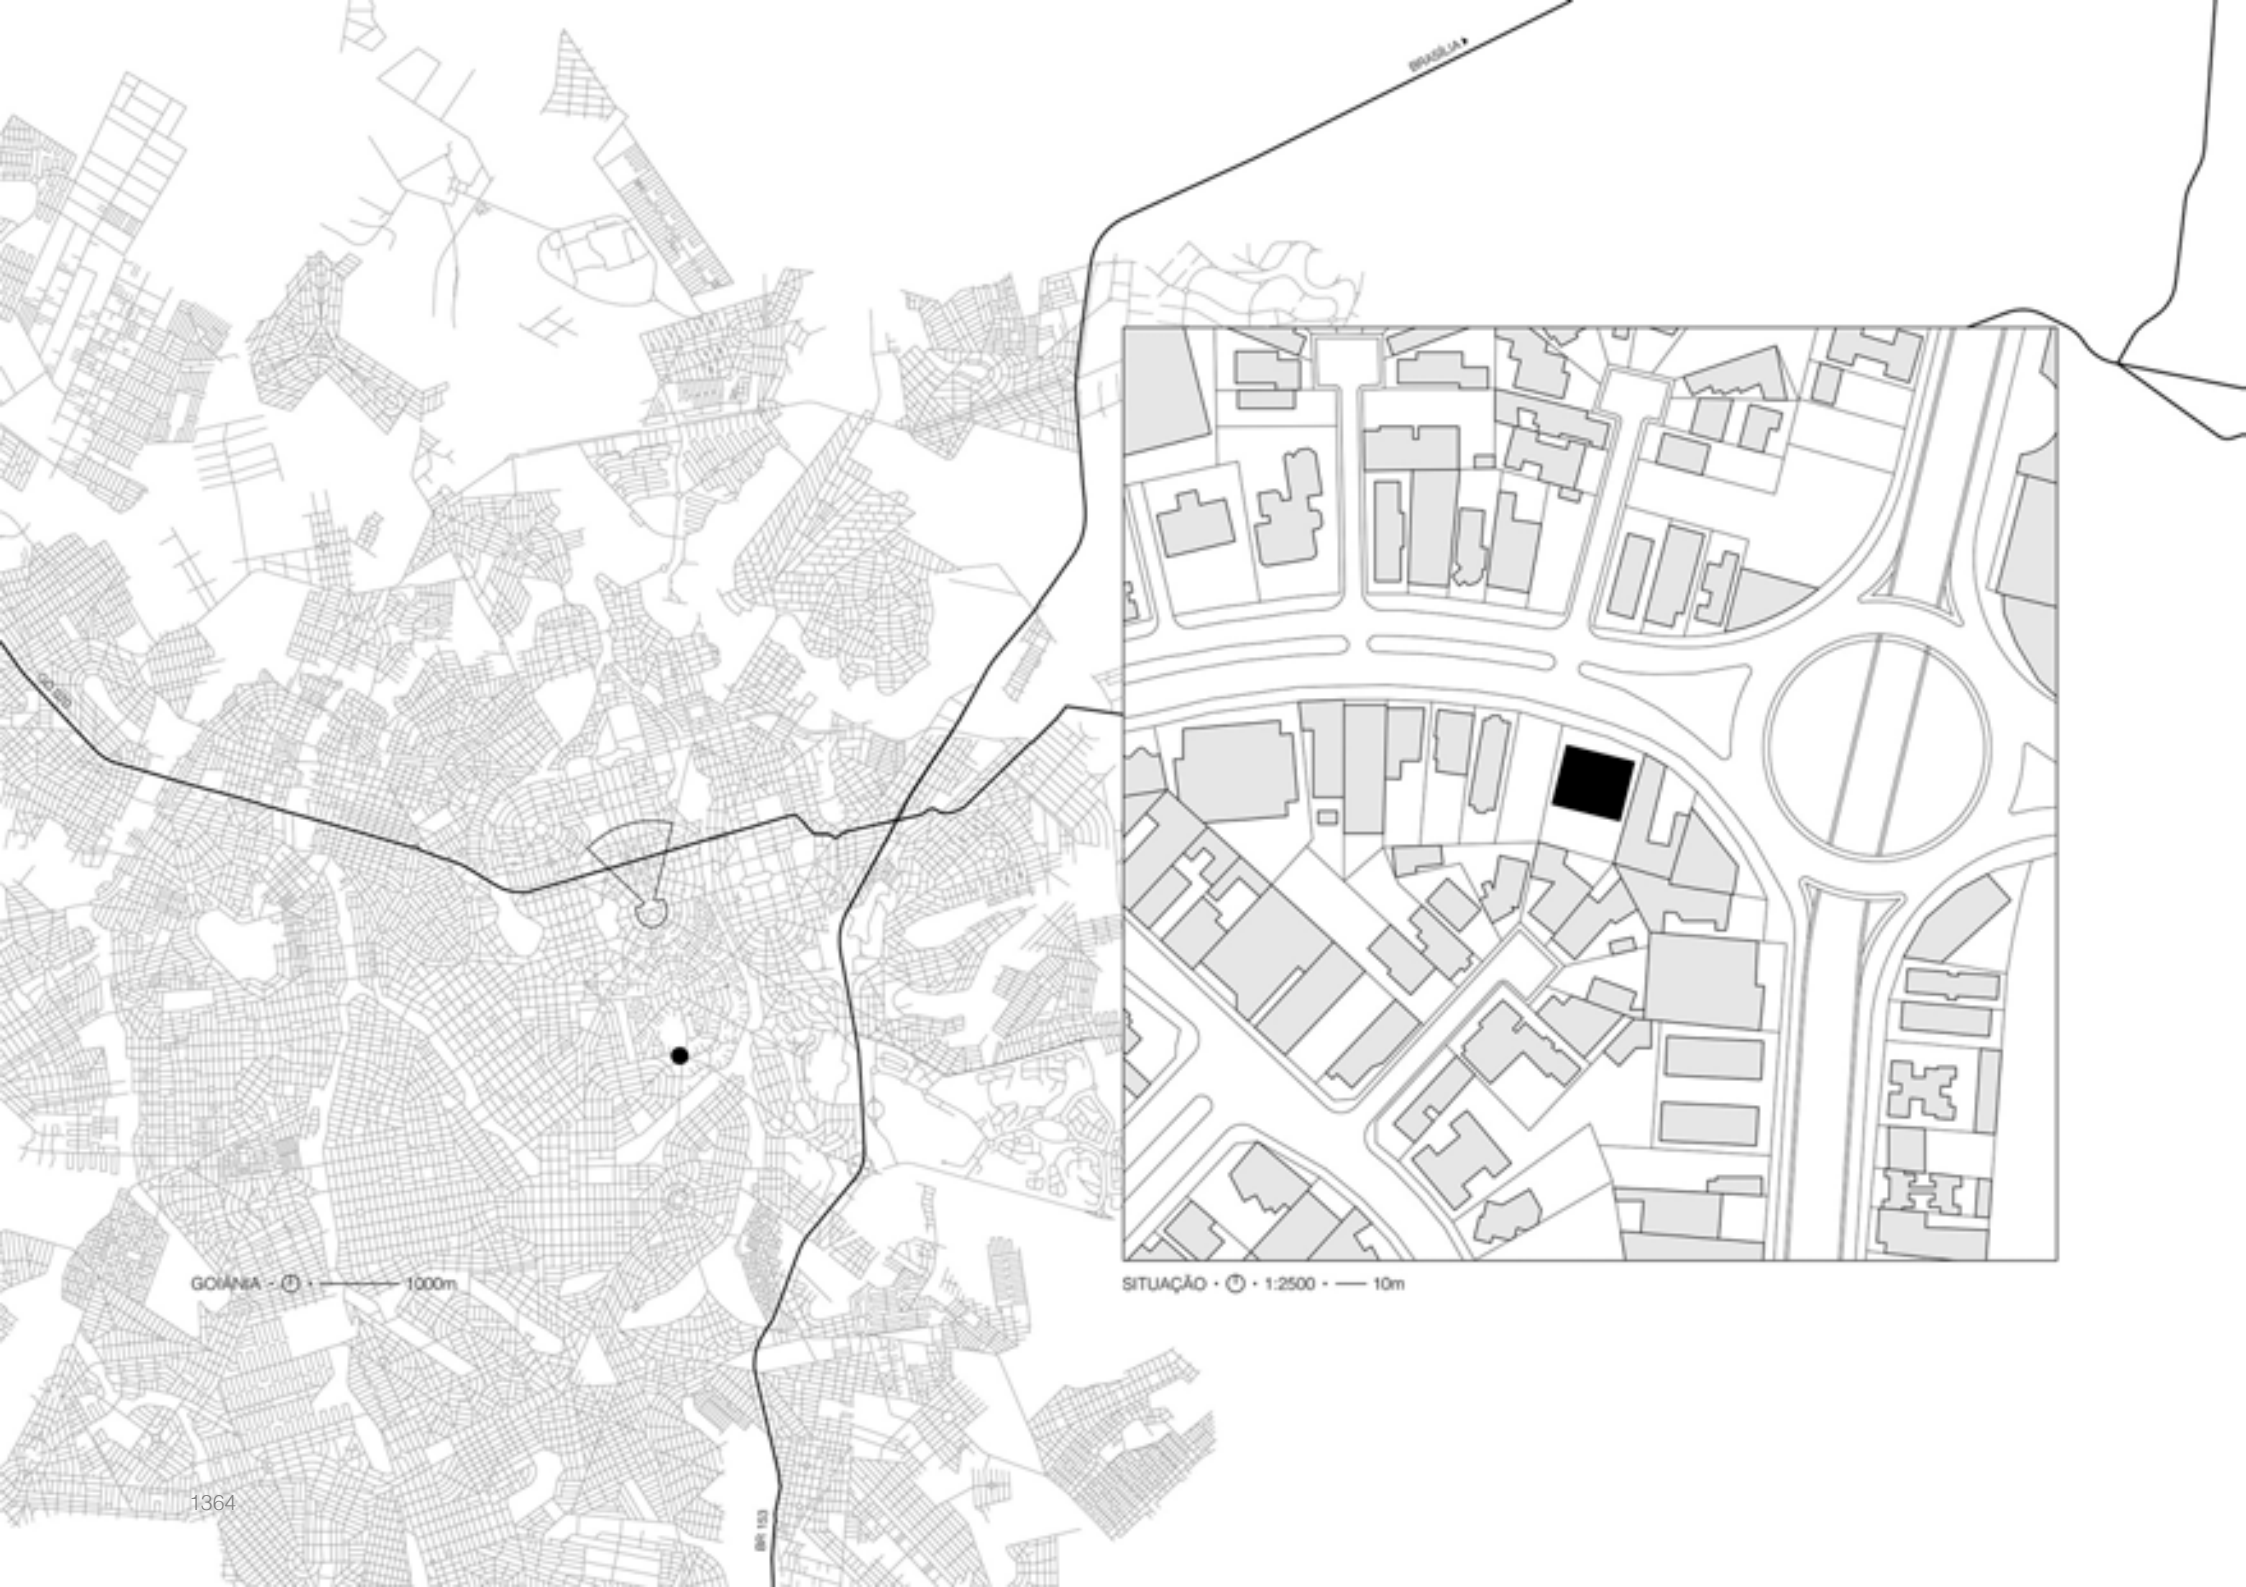 BRASÍLIA
GOIÂNIA · · 1000m
SITUAÇÃO · · 1:2500 · 10m
1364
BR 153